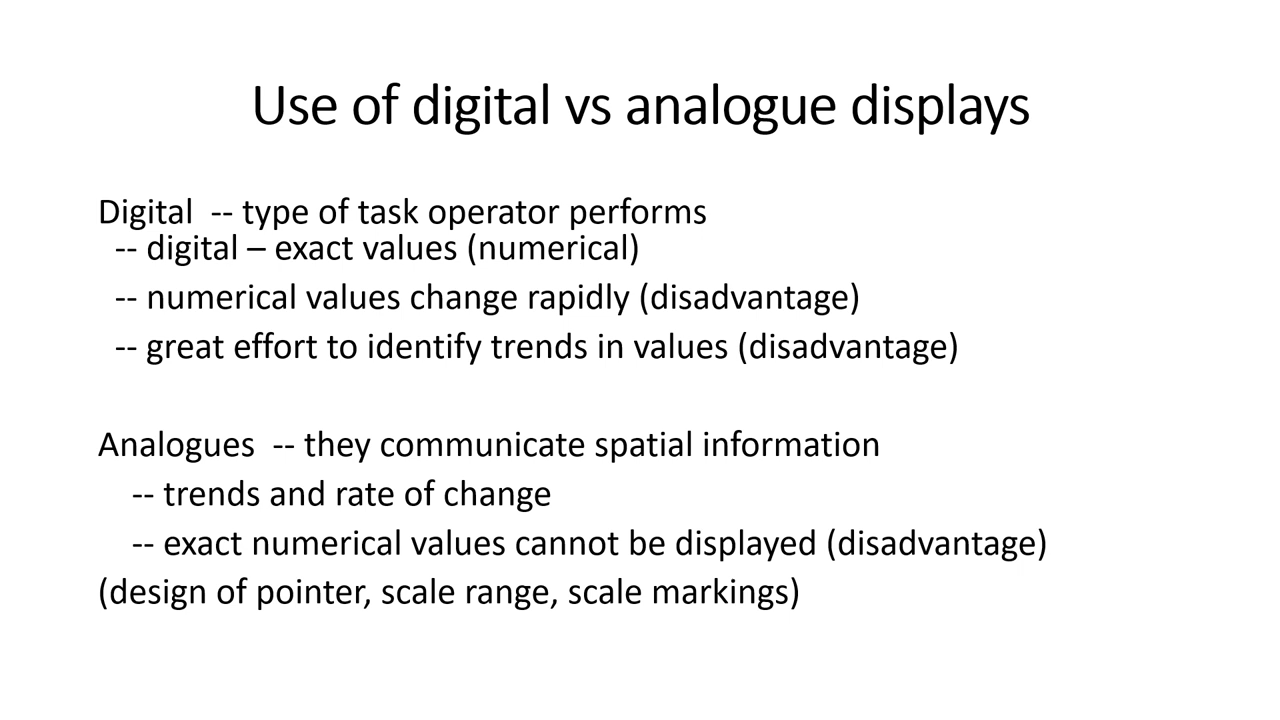 Use of digital vs analogue displays
Digital  -- type of task operator performs
-- digital – exact values (numerical)
-- numerical values change rapidly (disadvantage)
-- great effort to identify trends in values (disadvantage)
Analogues  -- they communicate spatial information
-- trends and rate of change
-- exact numerical values cannot be displayed (disadvantage)
(design of pointer, scale range, scale markings)